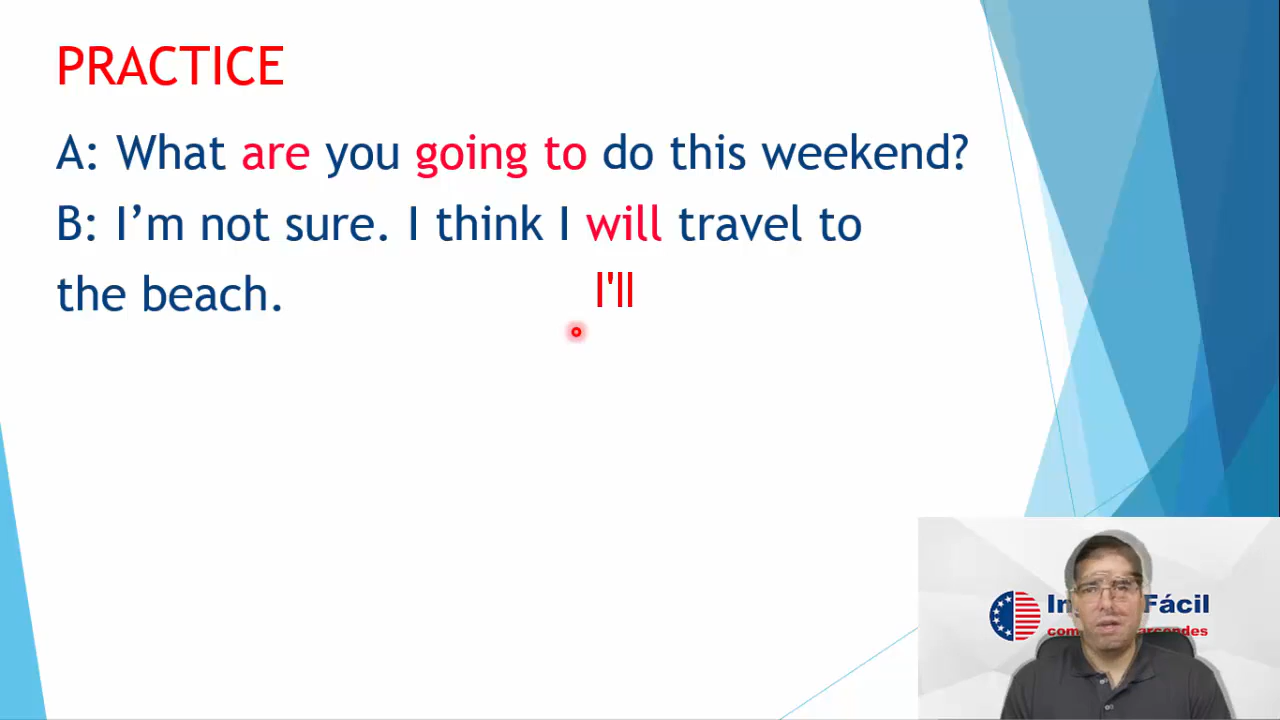 PRACTICE
A: What are you going to do this weekend?
B: I’m not sure. I think I will travel to
the beach.
I'll
Fácil
com